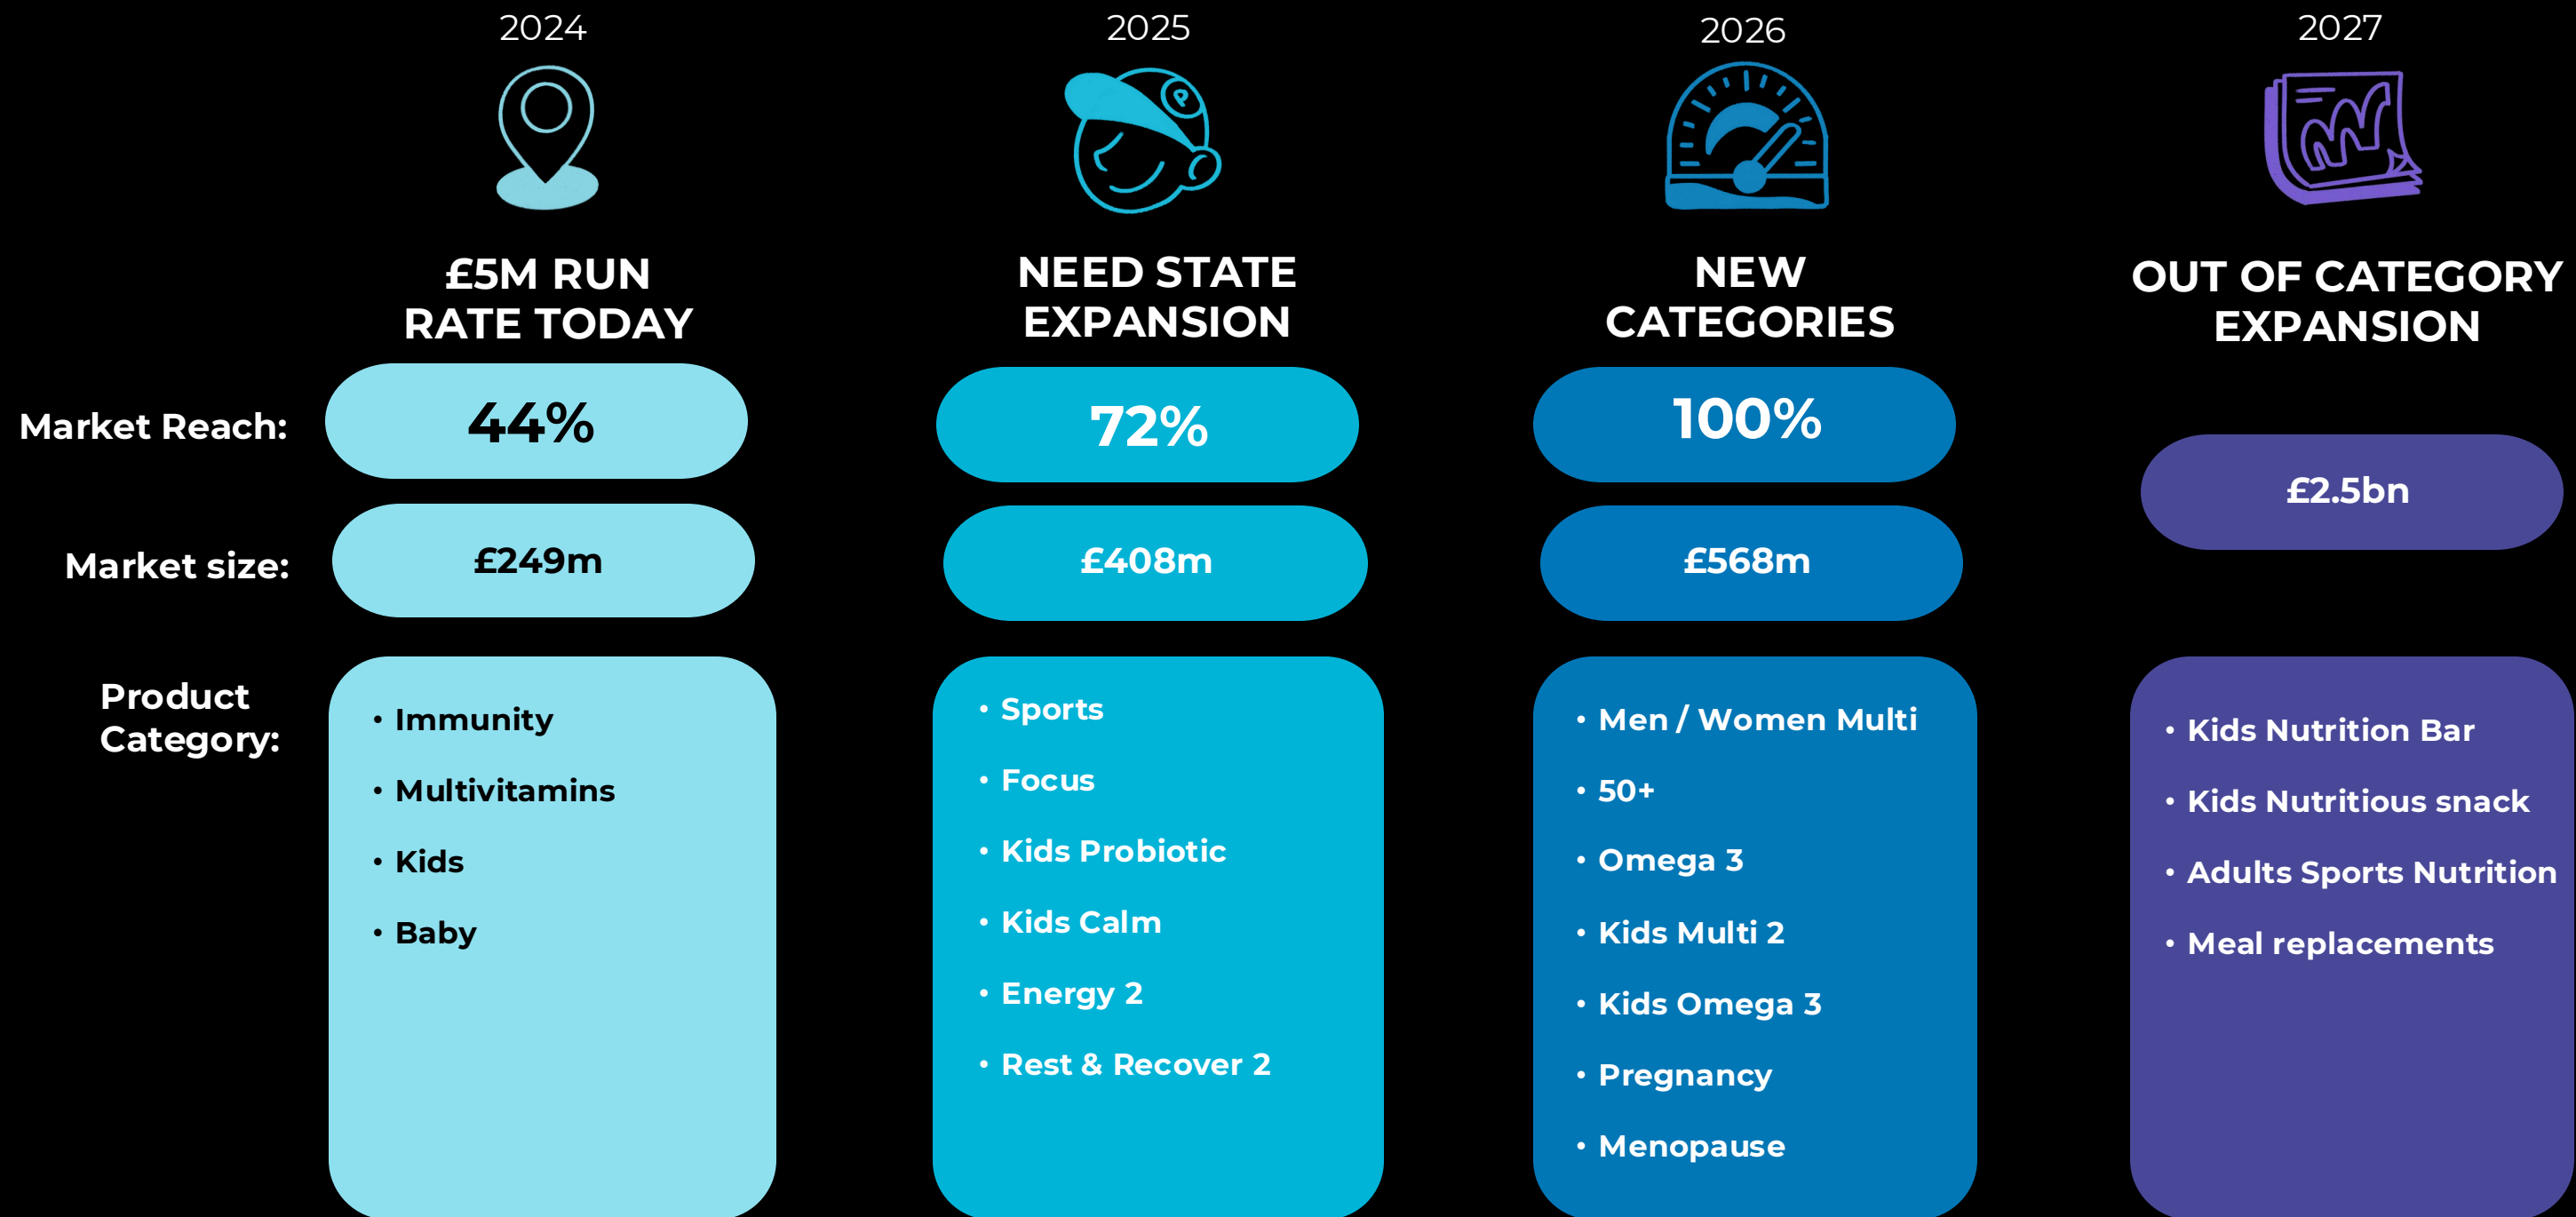 2024
2025
2026
2027
P
£5M RUN
RATE TODAY
NEED STATE
EXPANSION
NEW
CATEGORIES
OUT OF CATEGORY
EXPANSION
Market Reach:
44%
72%
100%
£2.5bn
Market size:
£249m
£408m
£568m
Product
Category:
• Immunity
• Multivitamins
• Kids
• Baby
• Sports
• Focus
• Kids Probiotic
• Kids Calm
• Energy 2
• Rest & Recover 2
• Men / Women Multi
• 50+
• Omega 3
• Kids Multi 2
• Kids Omega 3
• Pregnancy
• Menopause
• Kids Nutrition Bar
• Kids Nutritious snack
• Adults Sports Nutrition
• Meal replacements